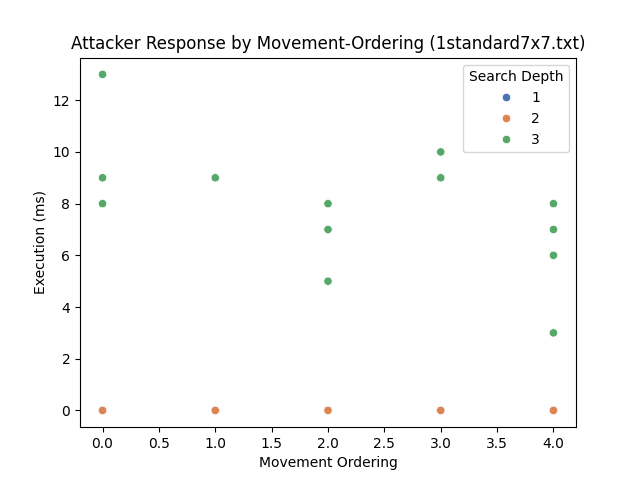 Attacker Response by Movement-Ordering (1standard7x7.txt)
Search Depth
1
2
3
12
10
8
6
4
2
0
Execution (ms)
0.0 0.5 1.0 1.5 2.0 2.5 3.0 3.5 4.0
Movement Ordering